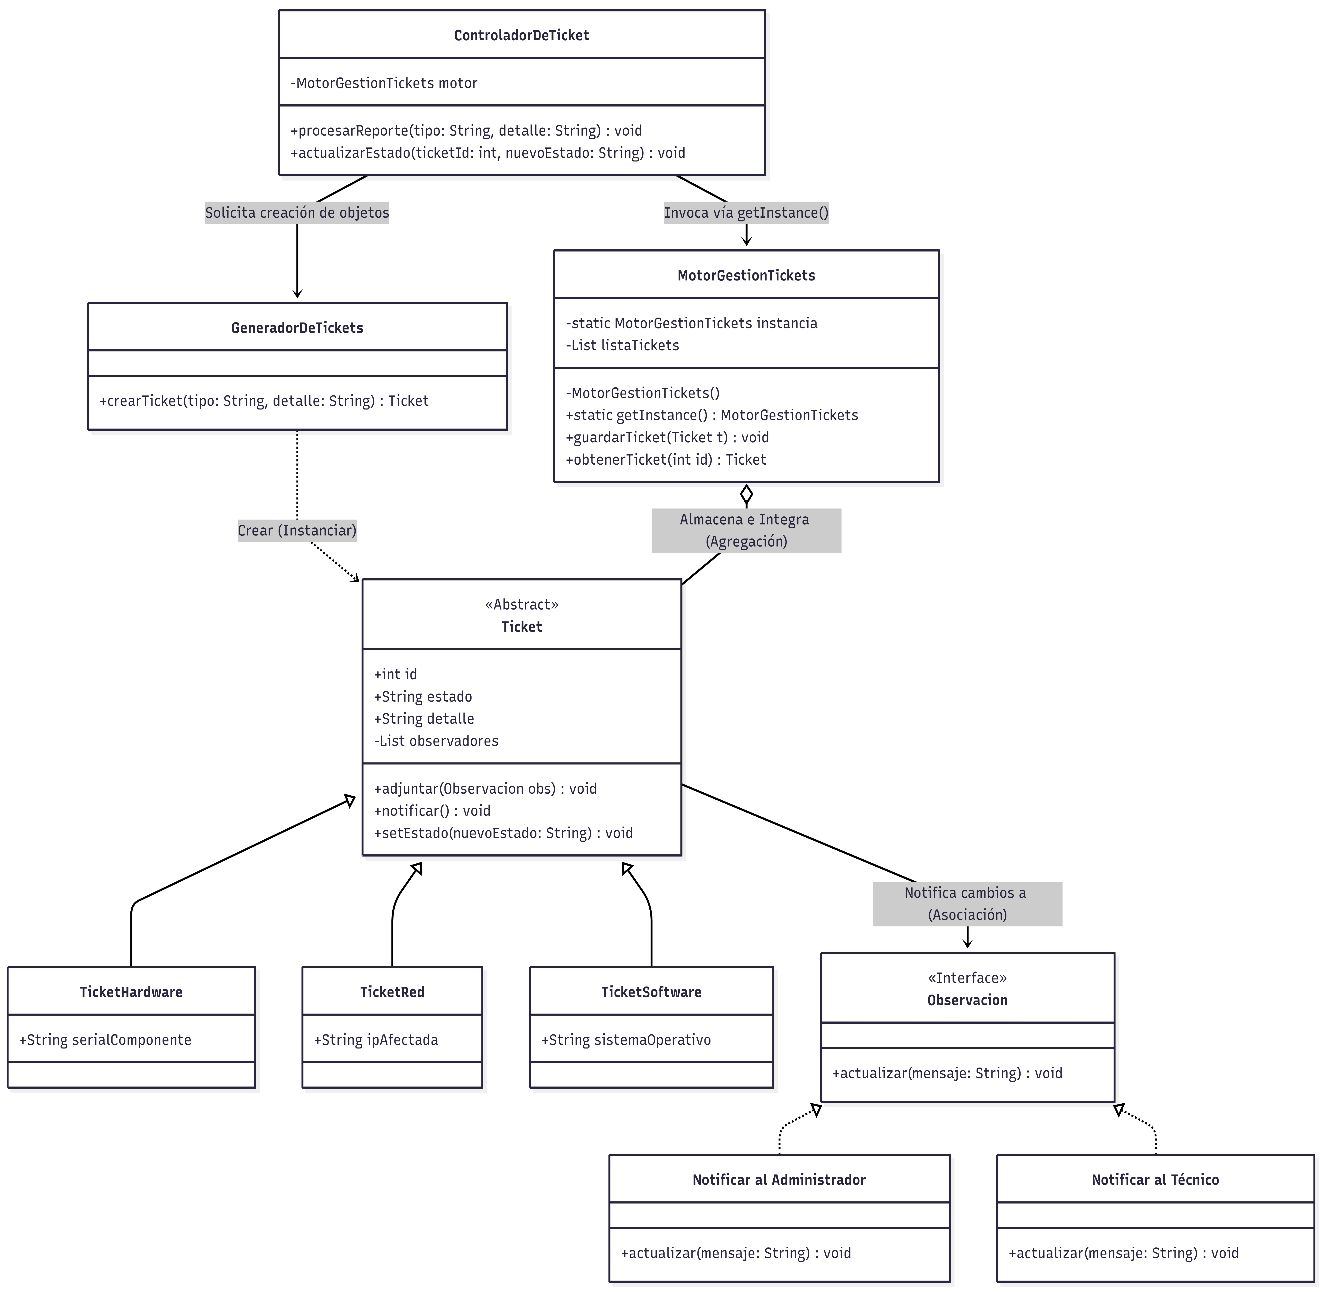 ControladorDeTicket
-MotorGestionTickets motor
+procesarReporte(tipo: String, detalle: String) : void
+actualizarEstado(ticketId: int, nuevoEstado: String) : void
Solicita creación de objetos
Invoca vía getInstance()
MotorGestionTickets
-static MotorGestionTickets instancia
-List listaTickets
-MotorGestionTickets()
+static getInstance() : MotorGestionTickets
+guardarTicket(Ticket t) : void
+obtenerTicket(int id) : Ticket
GeneradorDeTickets
+crearTicket(tipo: String, detalle: String) : Ticket
Crear (Instanciar)
Almacena e Integra
(Agregación)
«Abstract»
Ticket
+int id
+String estado
+String detalle
-List observadores
+adjuntar(Observacion obs) : void
+notificar() : void
+setEstado(nuevoEstado: String) : void
Notifica cambios a
(Asociación)
TicketHardware
+String serialComponente
TicketRed
+String ipAfectada
TicketSoftware
+String sistemaOperativo
«Interface»
Observacion
+actualizar(mensaje: String) : void
Notificar al Administrador
+actualizar(mensaje: String) : void
Notificar al Técnico
+actualizar(mensaje: String) : void